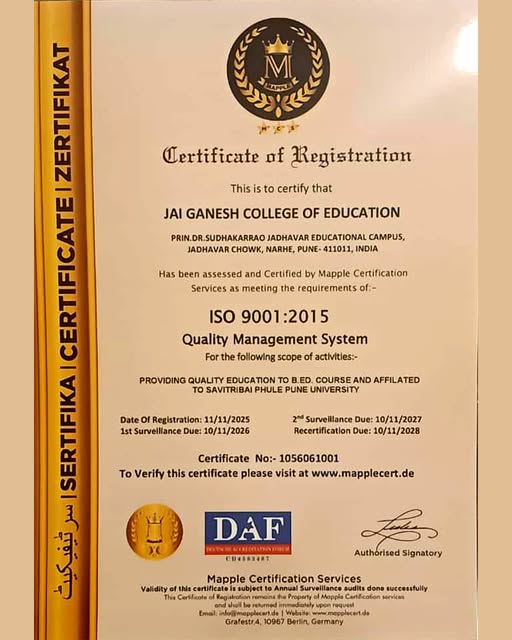 M
MAPPLE
M C S
Certificate of Registration
This is to certify that
JAI GANESH COLLEGE OF EDUCATION
PRIN.DR.SUDHAKARRAO JADHAVAR EDUCATIONAL CAMPUS,
JADHAVAR CHOWK, NARHE, PUNE- 411011, INDIA
Has been assessed and Certified by Mapple Certification
Services as meeting the requirements of:-
ISO 9001:2015
Quality Management System
For the following scope of activities:-
PROVIDING QUALITY EDUCATION TO B.ED. COURSE AND AFFILATED
TO SAVITRIBAI PHULE PUNE UNIVERSITY
Date Of Registration: 11/11/2025
1st Surveillance Due: 10/11/2026
2nd Surveillance Due: 10/11/2027
Recertification Due: 10/11/2028
Certificate No:- 1056061001
To Verify this certificate please visit at www.mapplecert.de
DAF
DEUTSCHE ACCREDITATION FORUM
Authorised Signatory
Mapple Certification Services
Validity of this certificate is subject to Annual Surveillance audits done successfully
This Certificate of Registration remains the Property of Mapple Certification services
and shall be returned immediately upon request
Email: info@mapplecert.de | Website: www.mapplecert.de
Grafestr.4, 10967 Berlin, Germany
سرٹیفیکیٹ | SERTIFIKA | CERTIFICATE | ZERTIFIKAT